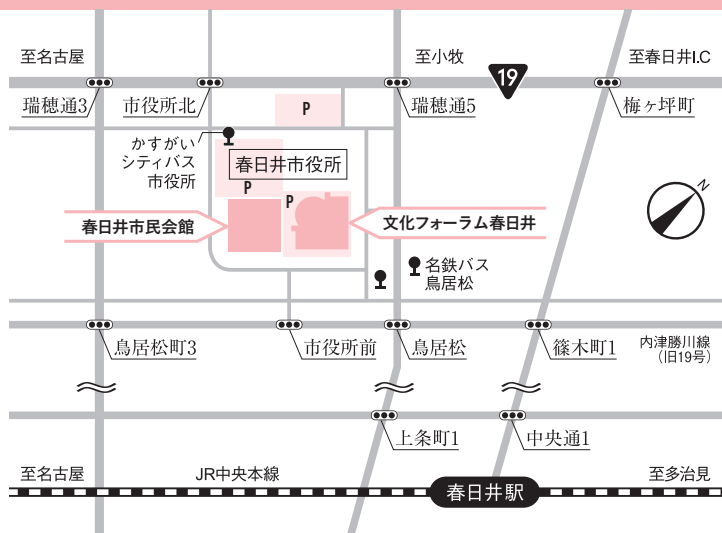 至名古屋
至小牧
19
至春日井I.C
瑞穂通3
市役所北
P
瑞穂通5
梅ヶ坪町
かすがい
シティバス
市役所
春日井市役所
P
P
N
春日井市民会館
文化フォーラム春日井
名鉄バス
鳥居松
鳥居松町3
市役所前
鳥居松
篠木町1
内津勝川線
（旧19号）
上条町1
中央通1
至名古屋
JR中央本線
春日井駅
至多治見